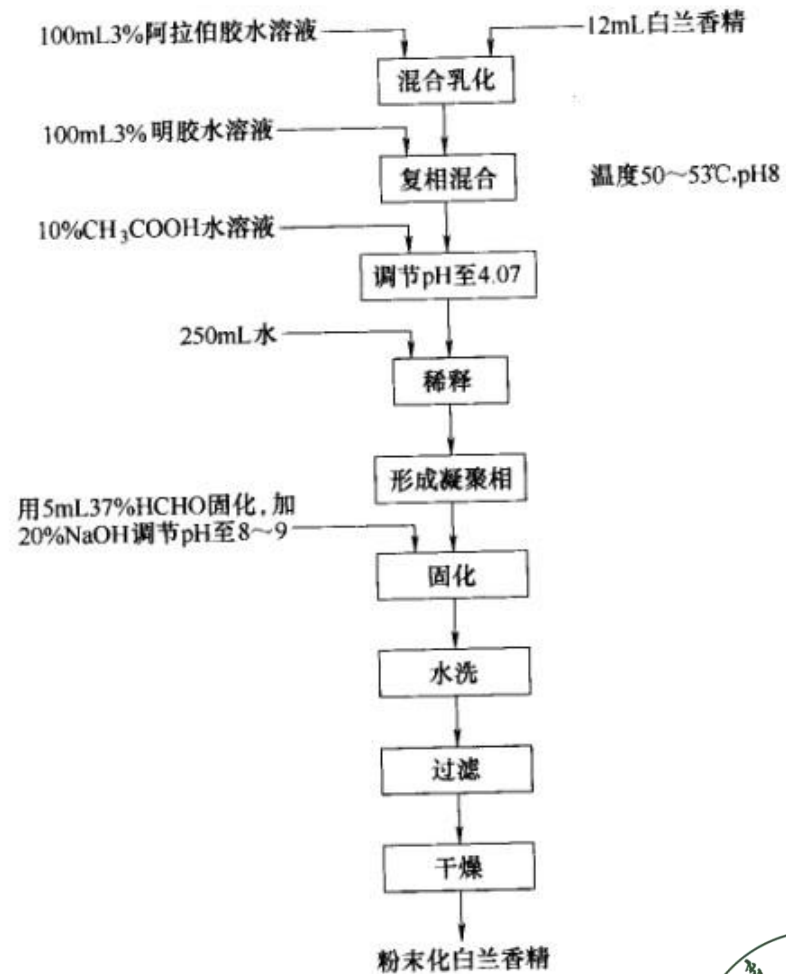 100mL3%阿拉伯胶水溶液
12mL白兰香精
混合乳化
100mL3%明胶水溶液
复相混合
温度50～53℃,pH8
10%CH₃COOH水溶液
调节pH至4.07
250mL水
稀释
形成凝聚相
用5mL37%HCHO固化，加
20%NaOH调节pH至8～9
固化
水洗
过滤
干燥
粉末化白兰香精